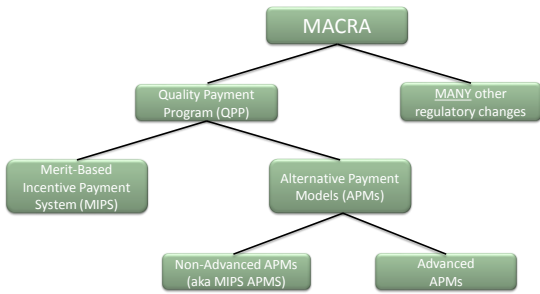 MACRA
Quality Payment
Program (QPP)
MANY other
regulatory changes
Merit-Based
Incentive Payment
System (MIPS)
Alternative Payment
Models (APMs)
Non-Advanced APMs
(aka MIPS APMS)
Advanced
APMs